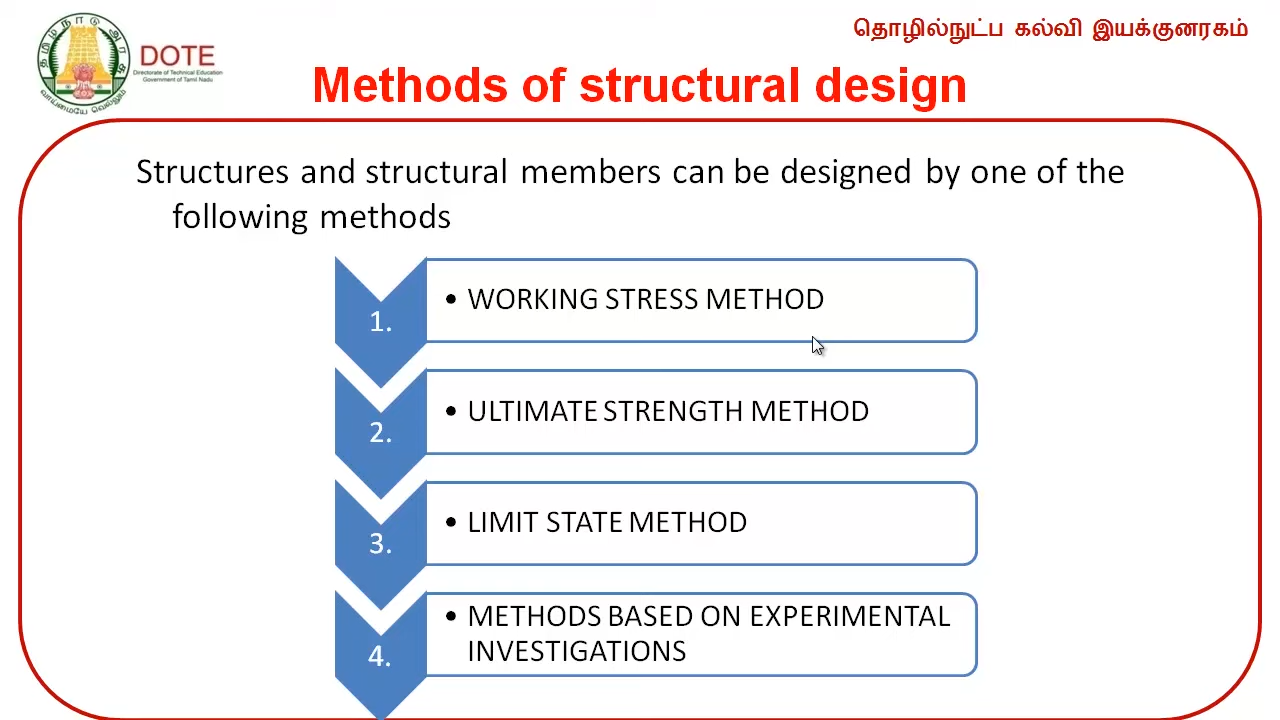 தொழில்நுட்ப கல்வி இயக்குனரகம்
DOTE
Directorate of Technical Education
Government of Tamil Nadu
Methods of structural design
Structures and structural members can be designed by one of the
following methods
1.
• WORKING STRESS METHOD
2.
• ULTIMATE STRENGTH METHOD
3.
• LIMIT STATE METHOD
4.
• METHODS BASED ON EXPERIMENTAL
INVESTIGATIONS